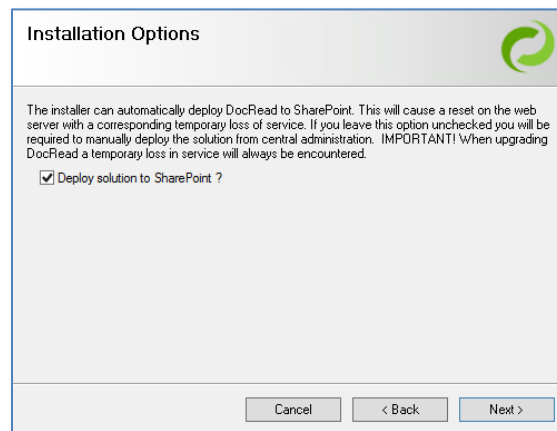 Installation Options
The installer can automatically deploy DocRead to SharePoint. This will cause a reset on the web
server with a corresponding temporary loss of service. If you leave this option unchecked you will be
required to manually deploy the solution from central administration.  IMPORTANT! When upgrading
DocRead a temporary loss in service will always be encountered.
Deploy solution to SharePoint ?
Cancel
< Back
Next >